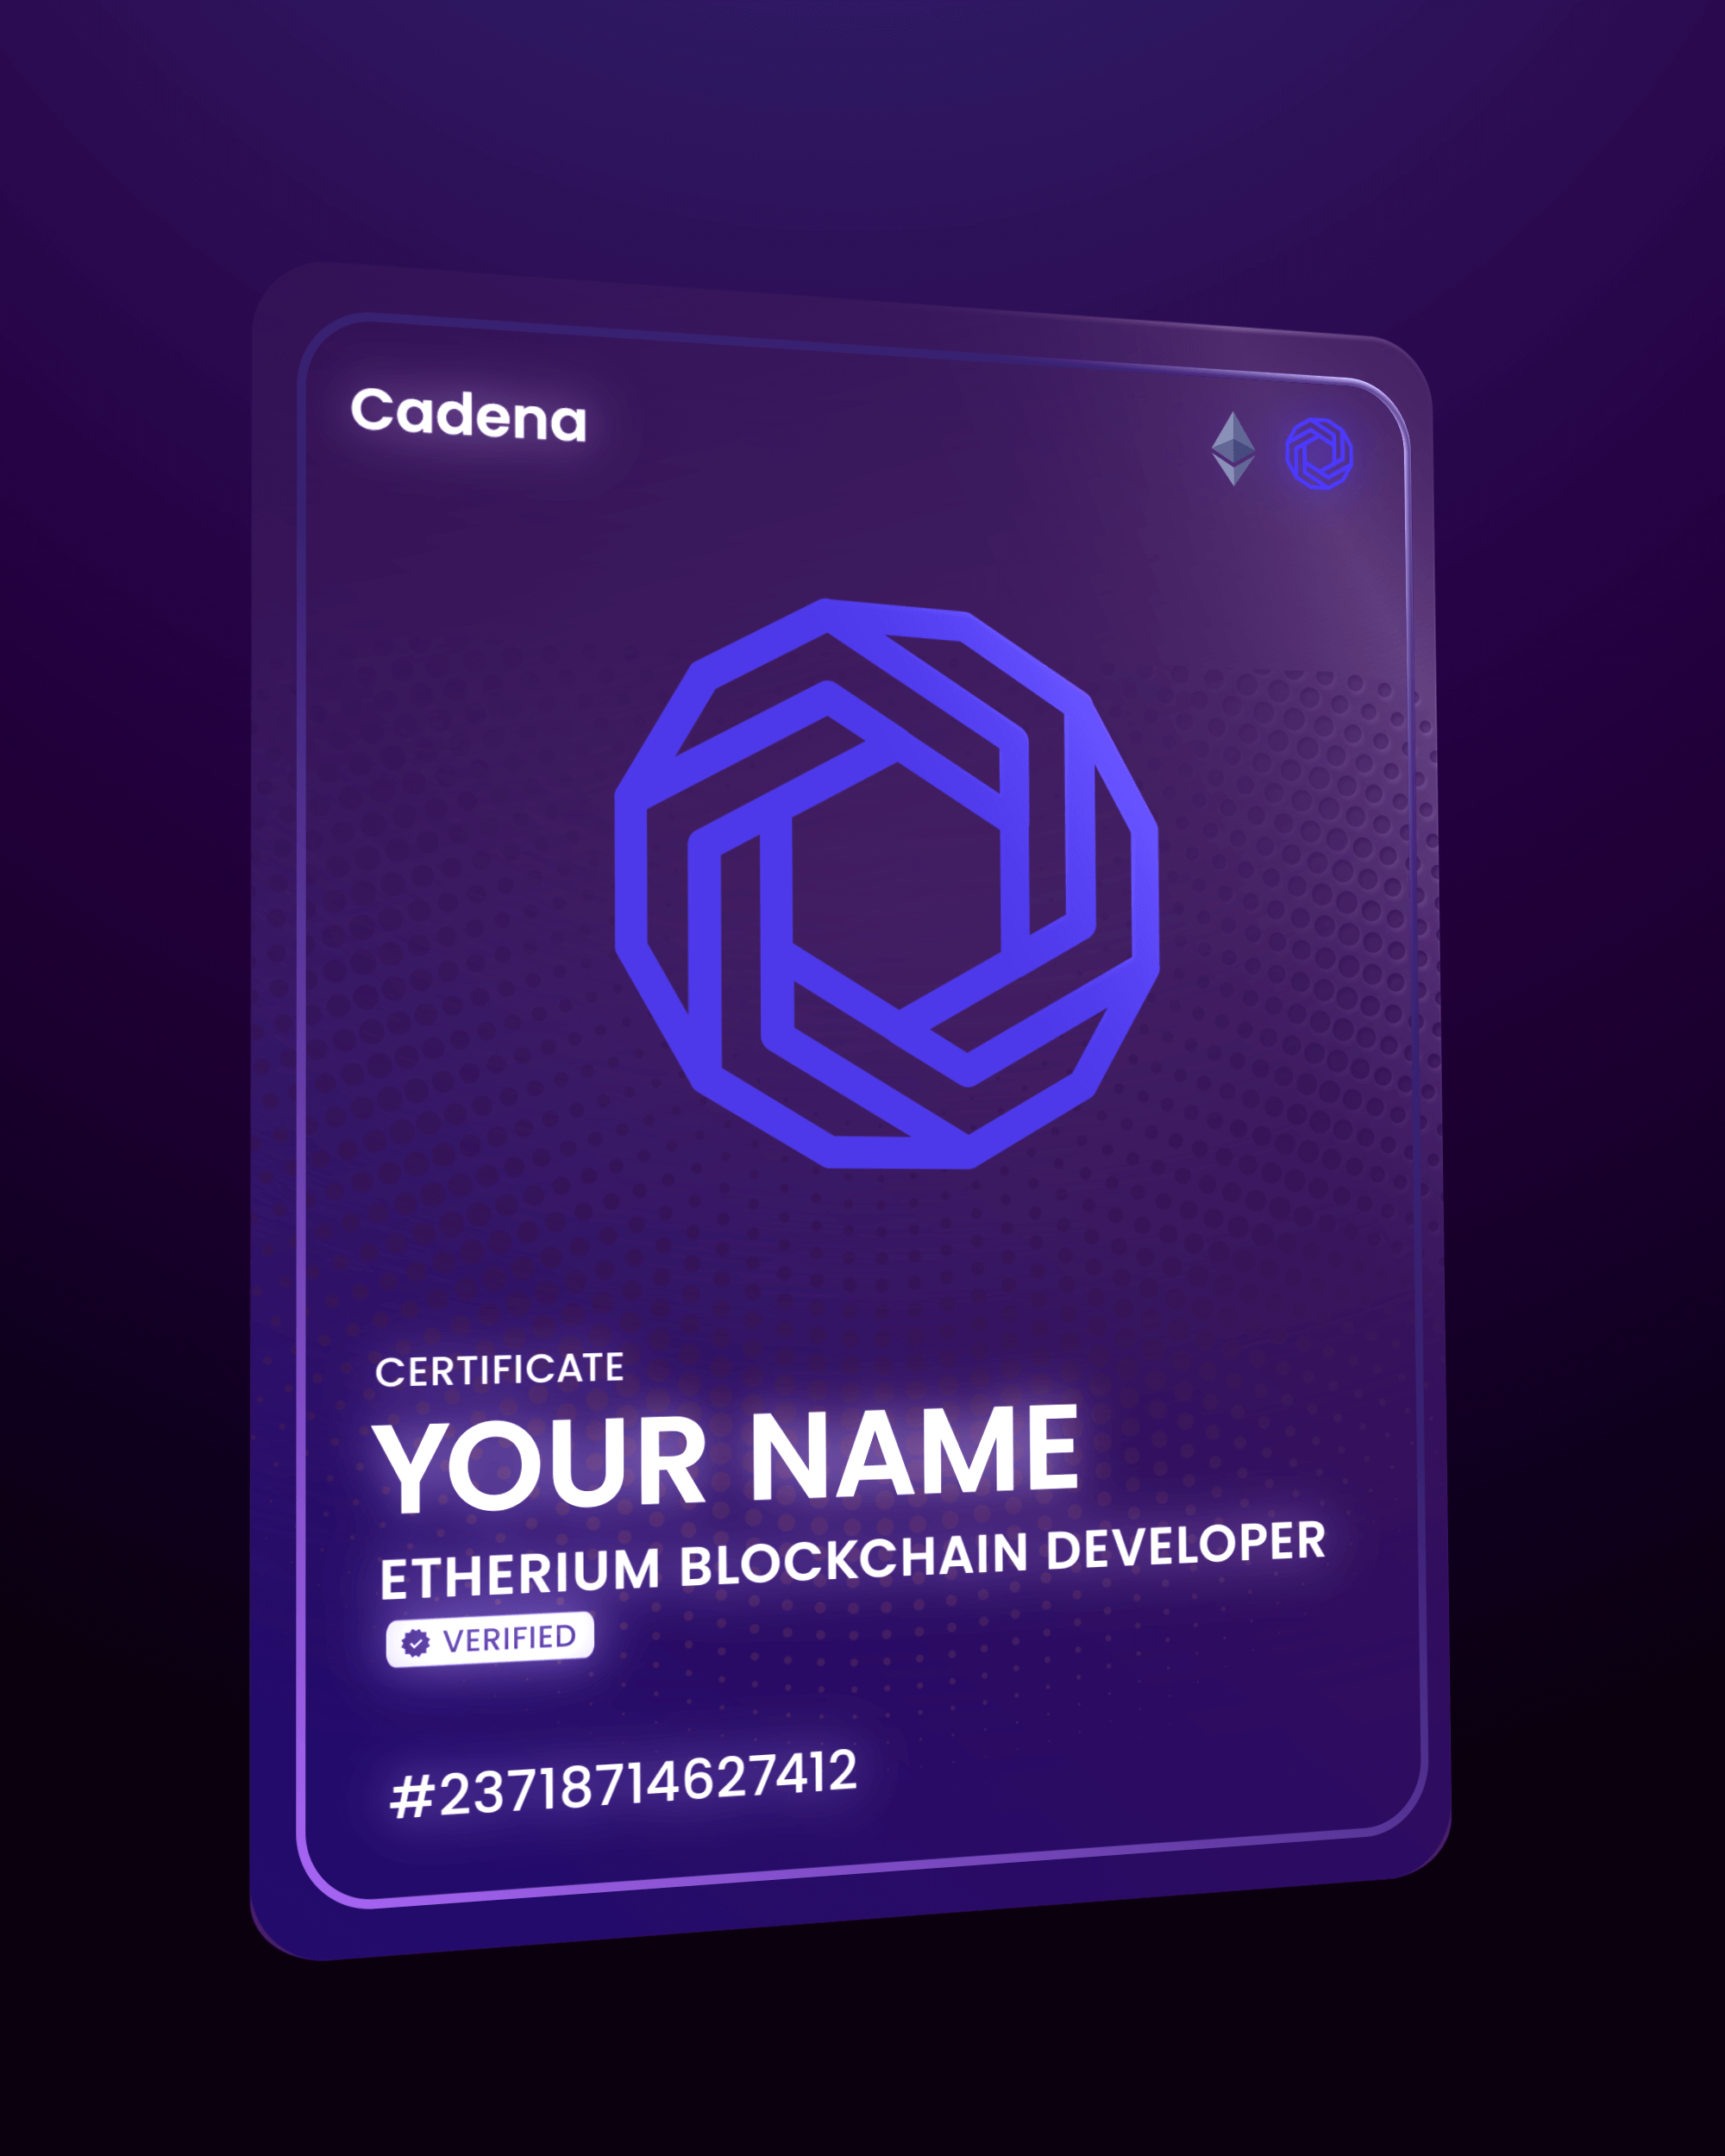 Cadena
CERTIFICATE
YOUR NAME
ETHERIUM BLOCKCHAIN DEVELOPER
VERIFIED
#23718714627412